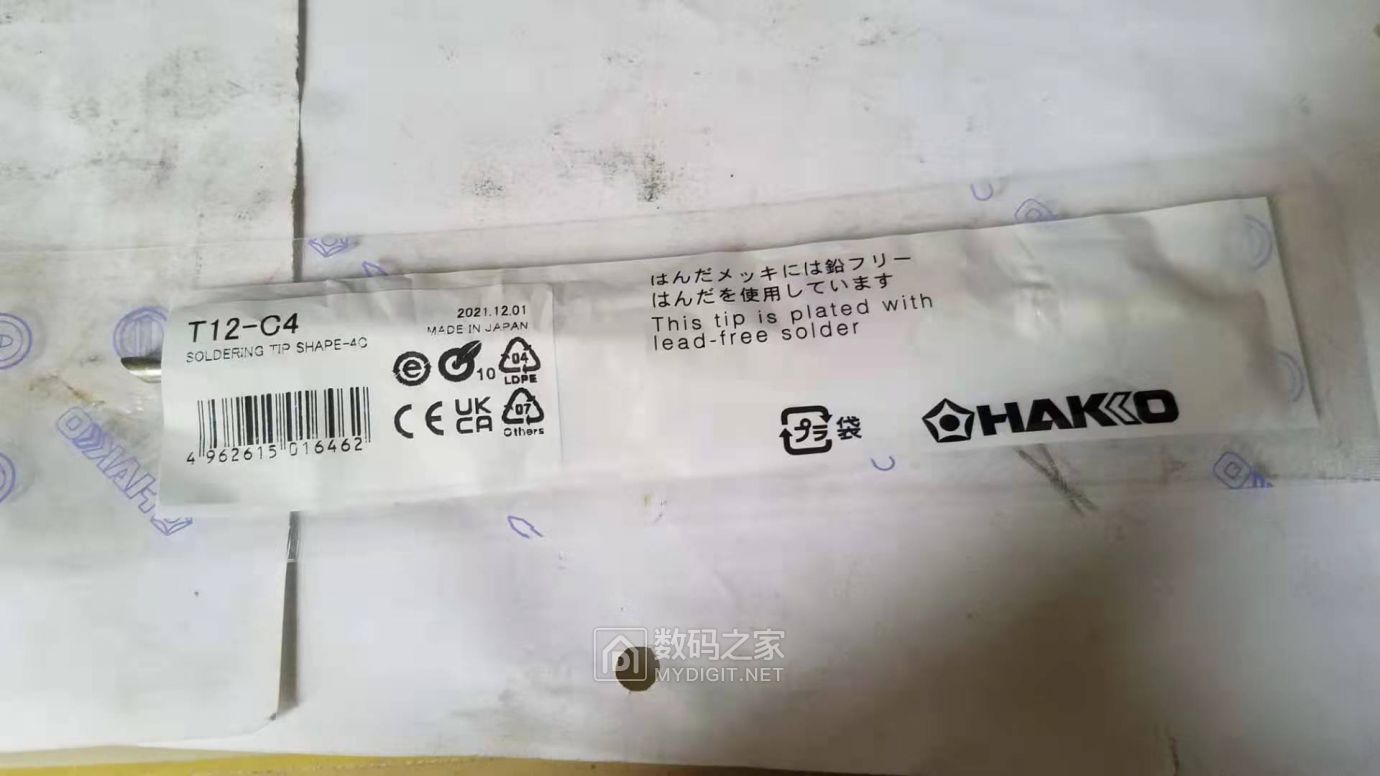 T12-C4
SOLDERING TIP SHAPE-4C
2021.12.01
MADE IN JAPAN
e
10
04
LDPE
CE
UK
CA
07
Others
4 962615 016462
はんだメッキには鉛フリー
はんだを使用しています
This tip is plated with
lead-free solder
プラ
袋
HAKKO
HAKKO
数码之家
MYDIGIT.NET